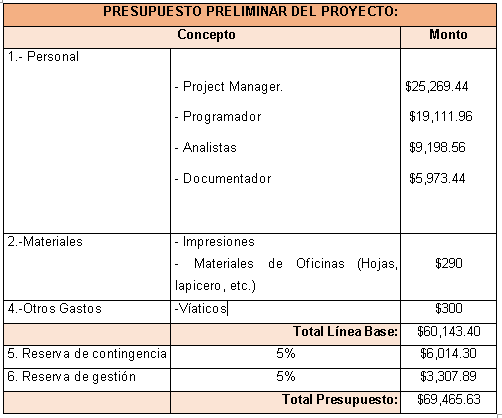 PRESUPUESTO PRELIMINAR DEL PROYECTO:
Concepto Monto
1.- Personal
- Project Manager. $25,269.44
- Programador $19,111.96
- Analistas $9,198.56
- Documentador $5,973.44
2.-Materiales - Impresiones
- Materiales de Oficinas (Hojas, $290
lapicero, etc.)
4.-Otros Gastos -Víaticos $300
Total Línea Base: $60,143.40
5. Reserva de contingencia 5% $6,014.30
6. Reserva de gestión 5% $3,307.89
Total Presupuesto: $69,465.63